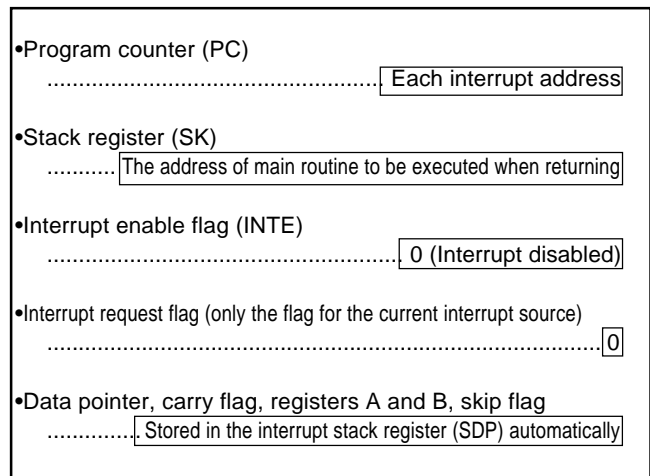 •Program counter (PC)
............................................................ Each interrupt address
•Stack register (SK)
........... The address of main routine to be executed when returning
•Interrupt enable flag (INTE)
........................................................ 0 (Interrupt disabled)
•Interrupt request flag (only the flag for the current interrupt source)
........................................................................................ 0
•Data pointer, carry flag, registers A and B, skip flag
............... Stored in the interrupt stack register (SDP) automatically